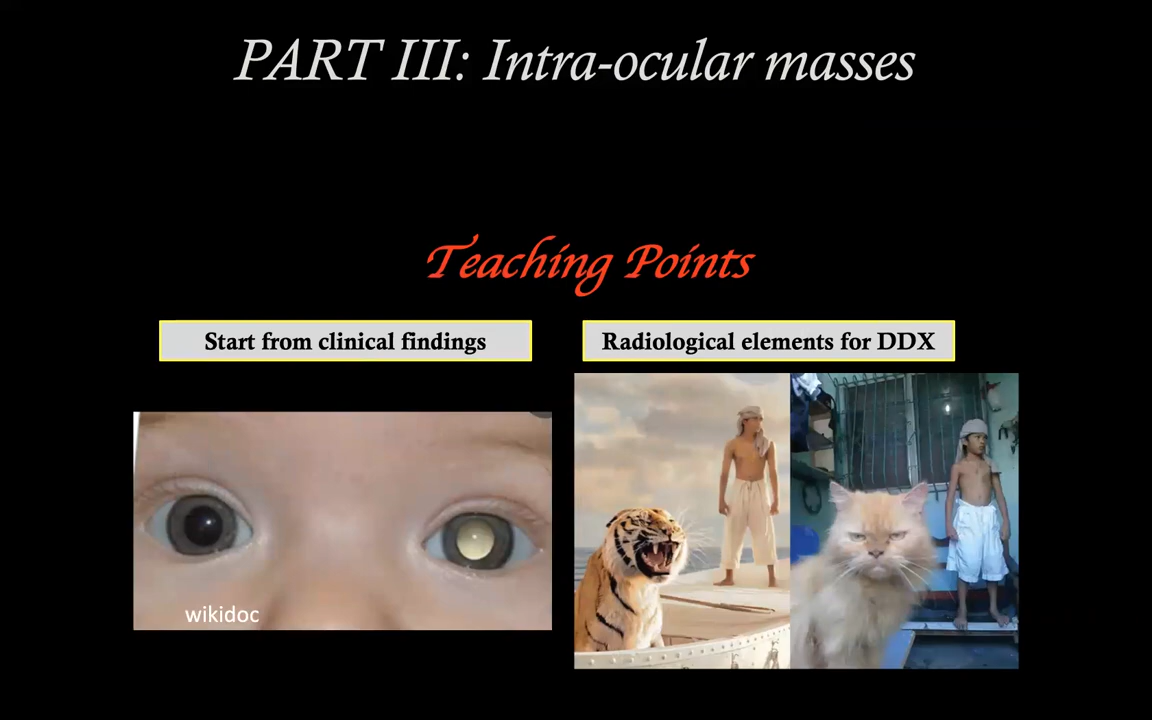 PART III: Intra-ocular masses
Teaching Points
Start from clinical findings
Radiological elements for DDX
wikidoc